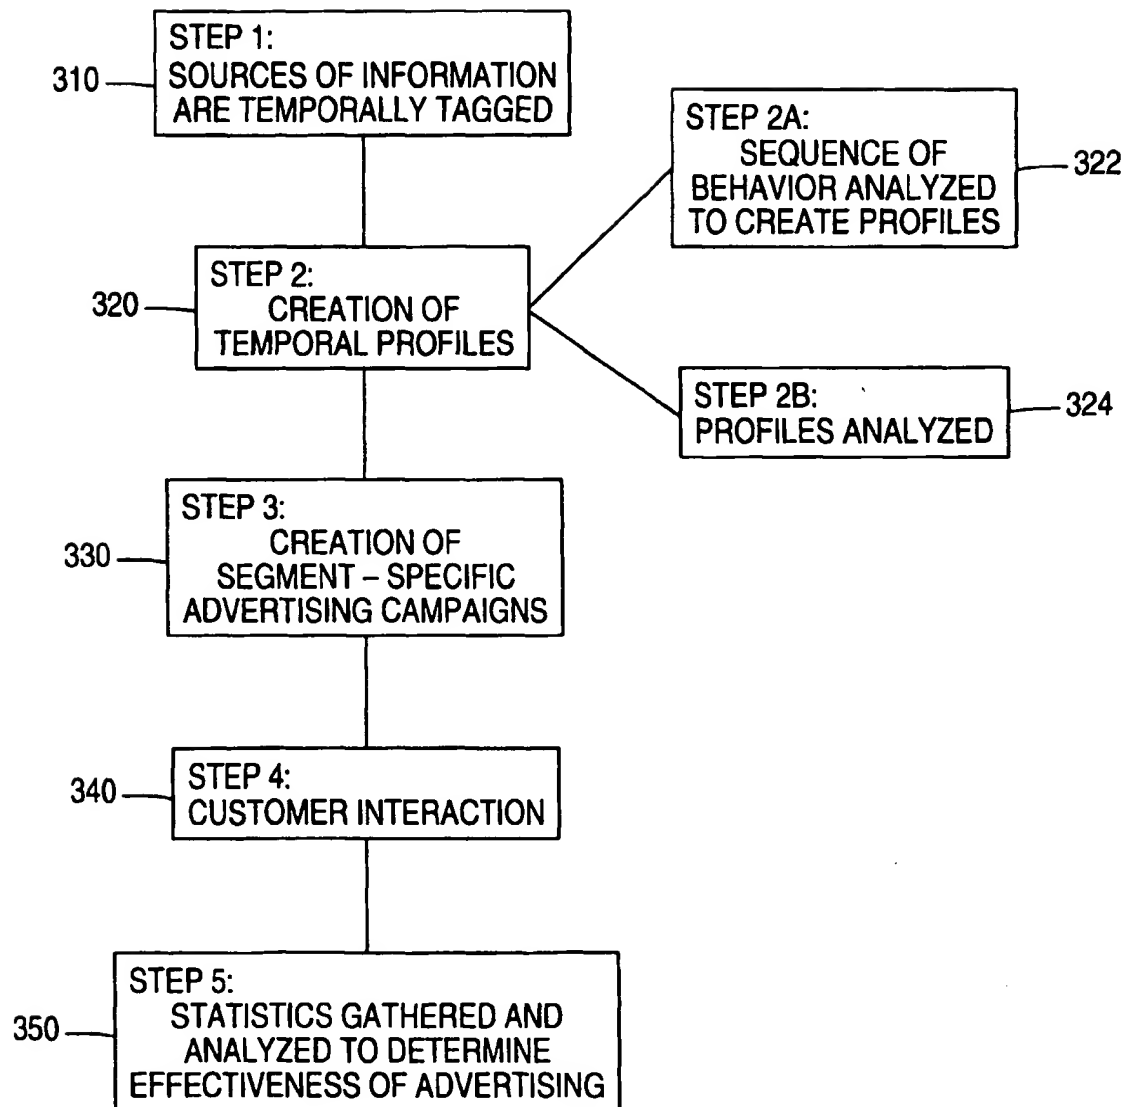 STEP 1:
SOURCES OF INFORMATION
ARE TEMPORALLY TAGGED
310
STEP 2A:
SEQUENCE OF
BEHAVIOR ANALYZED
TO CREATE PROFILES
322
STEP 2:
CREATION OF
TEMPORAL PROFILES
320
STEP 2B:
PROFILES ANALYZED
324
STEP 3:
CREATION OF
SEGMENT – SPECIFIC
ADVERTISING CAMPAIGNS
330
STEP 4:
CUSTOMER INTERACTION
340
STEP 5:
STATISTICS GATHERED AND
ANALYZED TO DETERMINE
EFFECTIVENESS OF ADVERTISING
350